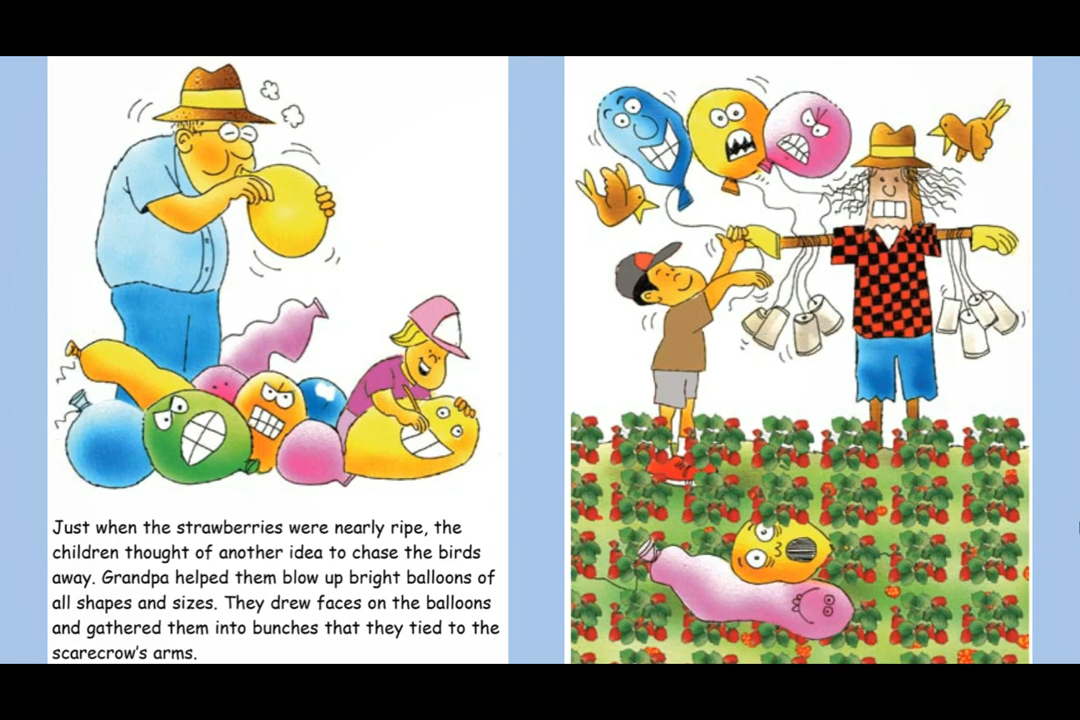 Just when the strawberries were nearly ripe, the
children thought of another idea to chase the birds
away. Grandpa helped them blow up bright balloons of
all shapes and sizes. They drew faces on the balloons
and gathered them into bunches that they tied to the
scarecrow's arms.